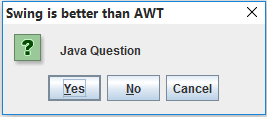 Swing is better than AWT
Java Question
Yes No Cancel